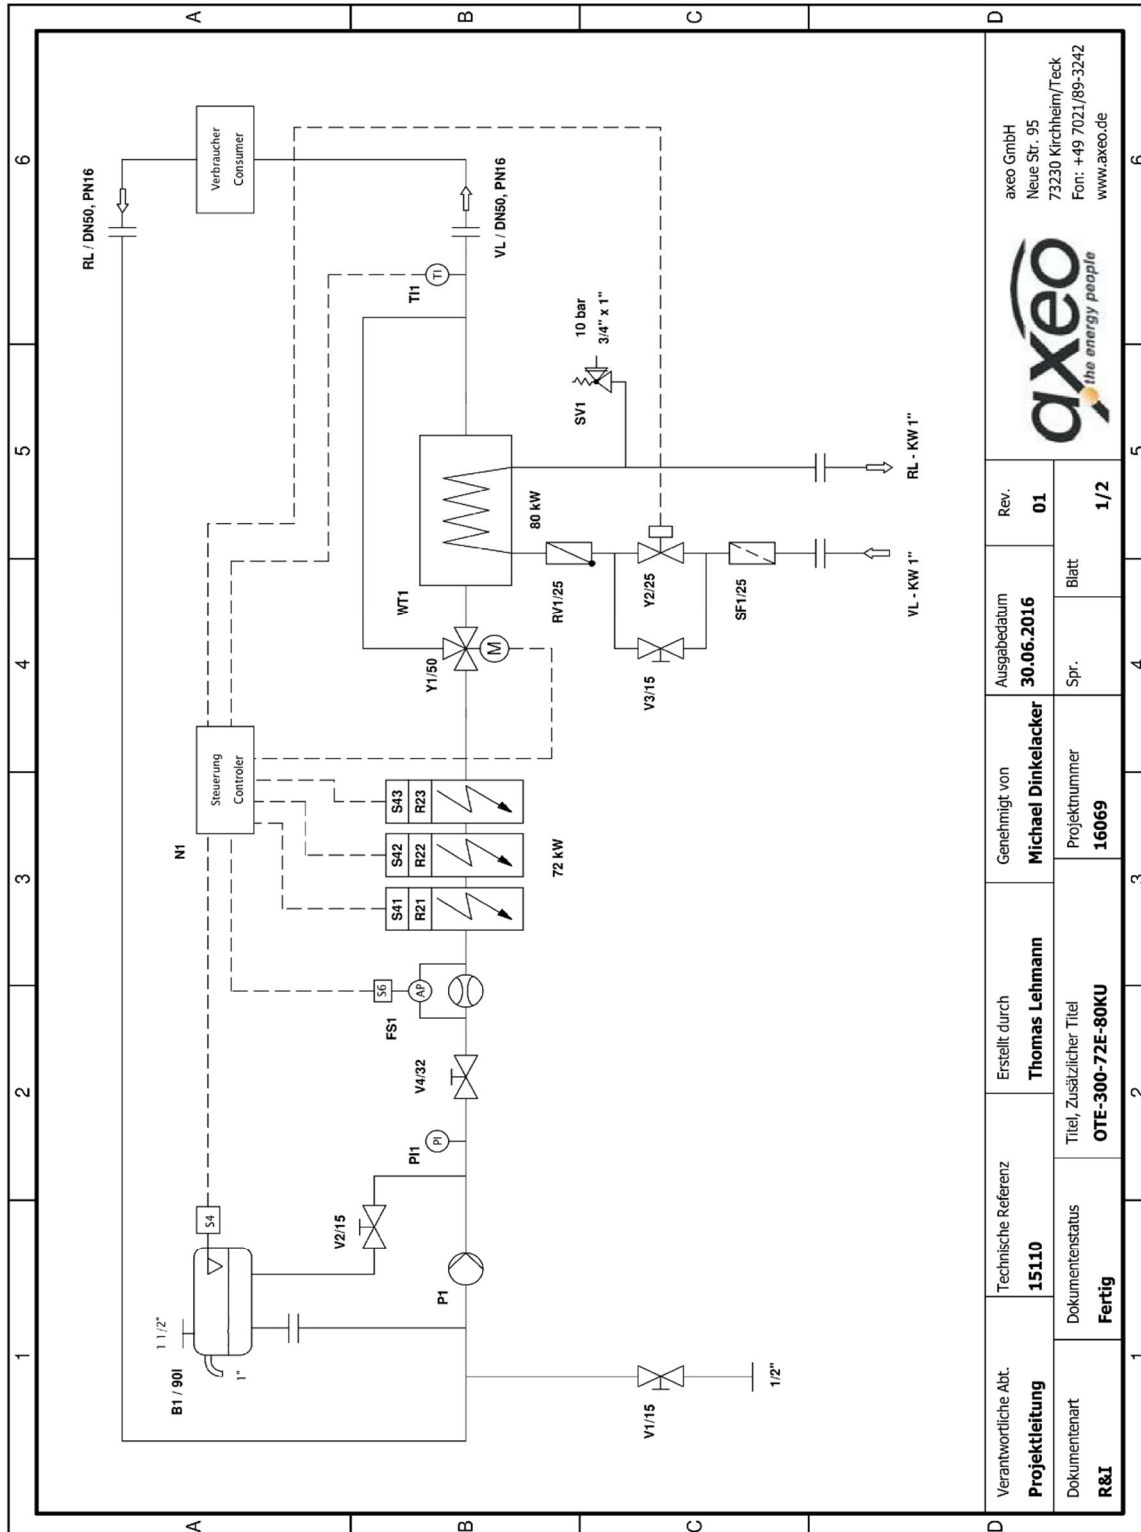 1
2
3
4
5
6
A
B
C
D
RL / DN50, PN16
Verbraucher
Consumer
VL / DN50, PN16
N1
Steuerung
Controler
B1 / 90l
1 1/2"
1"
S4
V2/15
P1
PI1
PI
V4/32
FS1
S6
AP
S41
R21
S42
R22
S43
R23
72 kW
Y1/50
M
WT1
80 kW
TI1
TI
V1/15
1/2"
RV1/25
V3/15
Y2/25
SF1/25
SV1
10 bar
3/4" x 1"
VL - KW 1"
RL - KW 1"
A
B
C
D
Verantwortliche Abt.
Projektleitung
Technische Referenz
15110
Erstellt durch
Thomas Lehmann
Genehmigt von
Michael Dinkelacker
Ausgabedatum
30.06.2016
Rev.
01
Dokumentenart
R&I
Dokumentenstatus
Fertig
Titel, Zusätzlicher Titel
OTE-300-72E-80KU
Projektnummer
16069
Spr.
Blatt
1/2
axeo
the energy people
axeo GmbH
Neue Str. 95
73230 Kirchheim/Teck
Fon: +49 7021/89-3242
www.axeo.de
1
2
3
4
5
6